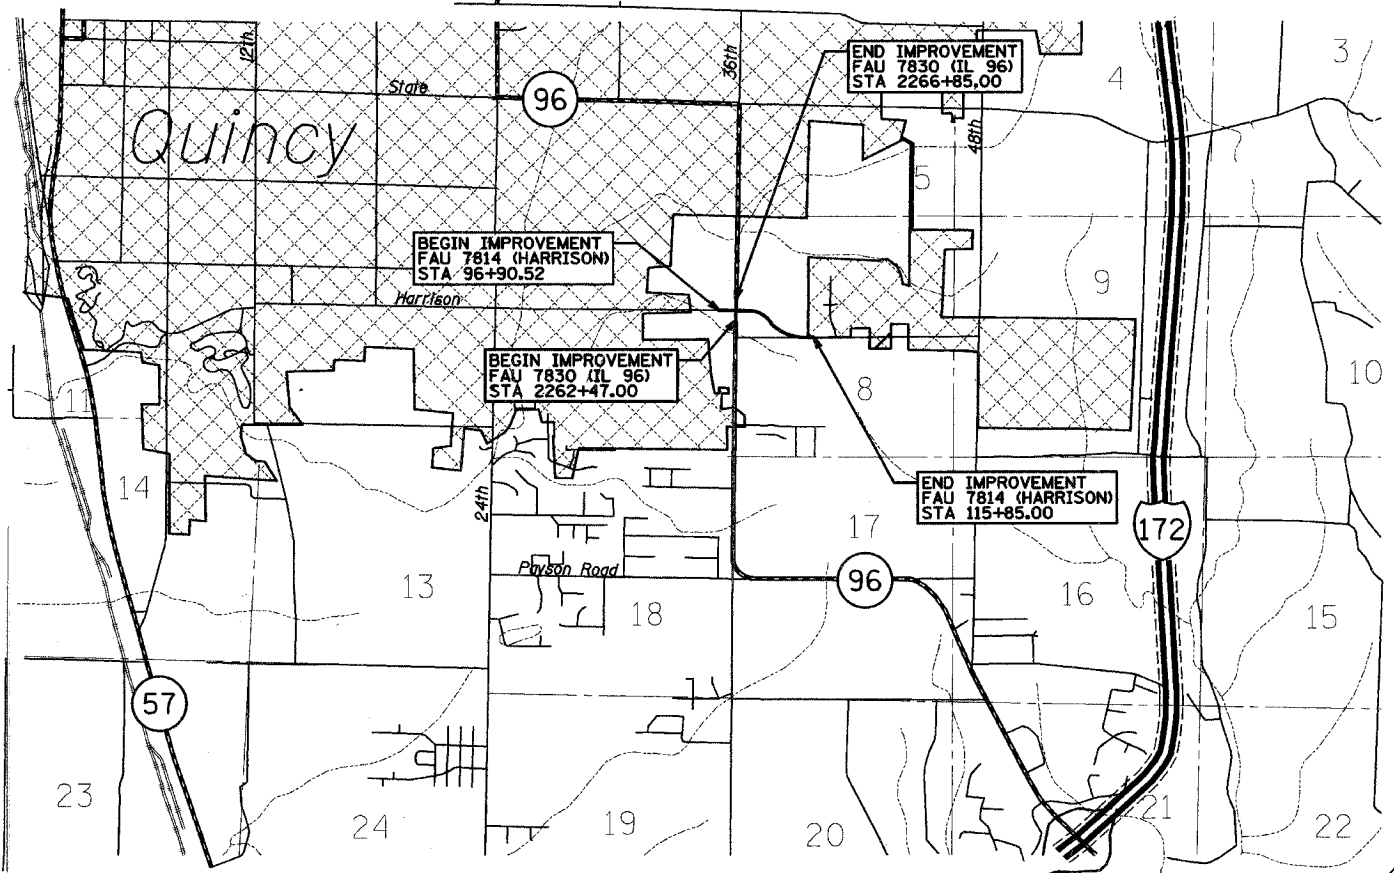 12th
36th
END IMPROVEMENT
FAU 7830 (IL 96)
STA 2266+85.00
4
3
State
96
Quincy
48th
5
BEGIN IMPROVEMENT
FAU 7814 (HARRISON)
STA 96+90.52
Harrison
9
BEGIN IMPROVEMENT
FAU 7830 (IL 96)
STA 2262+47.00
8
10
11
14
24th
END IMPROVEMENT
FAU 7814 (HARRISON)
STA 115+85.00
17
172
Payson Road
13
96
18
16
15
57
23
24
19
20
21
22